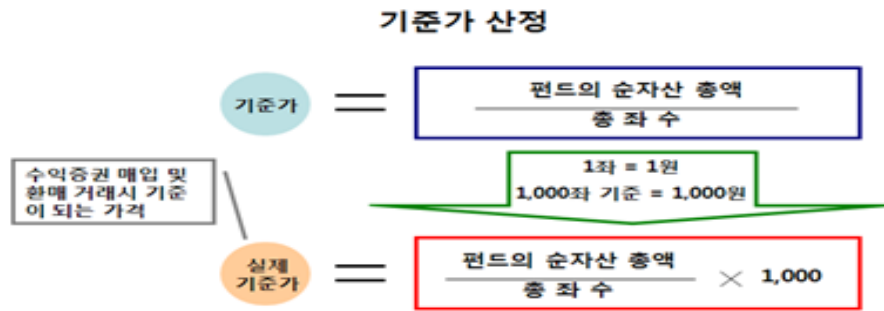 기준가 산정
기준가
=
펀드의 순자산 총액
총 좌 수
1좌 = 1원
1,000좌 기준 = 1,000원
수익증권 매입 및
환매 거래시 기준
이 되는 가격
실제
기준가
=
펀드의 순자산 총액
총 좌 수
× 1,000